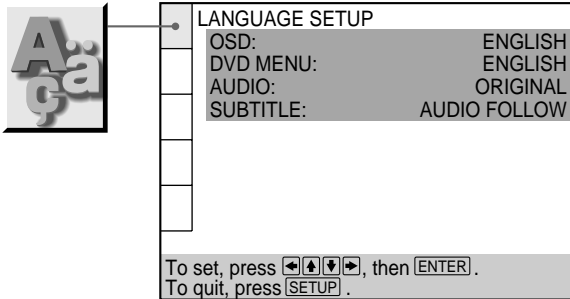 Aäç
LANGUAGE SETUP
OSD: ENGLISH
DVD MENU: ENGLISH
AUDIO: ORIGINAL
SUBTITLE: AUDIO FOLLOW
To set, press ←↑↓→, then ENTER.
To quit, press SETUP.